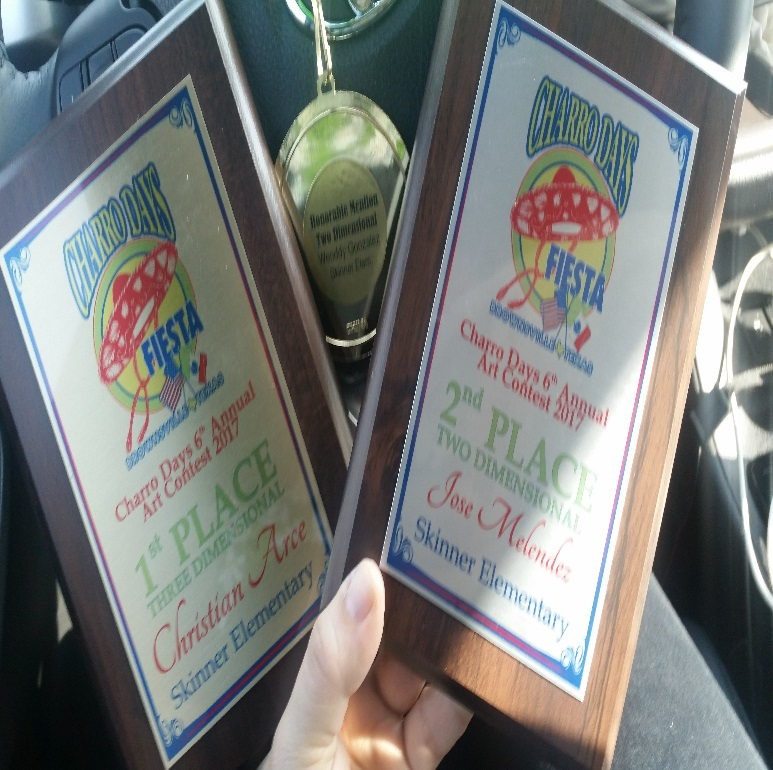 CHARRO DAYS
FIESTA
BROWNSVILLE TEXAS
Charro Days 6th Annual
Art Contest 2017
1st PLACE
THREE DIMENSIONAL
Christian Arce
Skinner Elementary
Honorable Mention
Two Dimensional
Gonzalez
Skinner Elem.
CHARRO DAYS
FIESTA
BROWNSVILLE TEXAS
Charro Days 6th Annual
Art Contest 2017
2nd PLACE
TWO DIMENSIONAL
Jose Melendez
Skinner Elementary